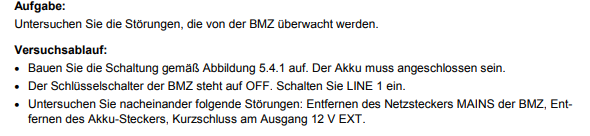 Aufgabe:
Untersuchen Sie die Störungen, die von der BMZ überwacht werden.
Versuchsablauf:
• Bauen Sie die Schaltung gemäß Abbildung 5.4.1 auf. Der Akku muss angeschlossen sein.
• Der Schlüsselschalter der BMZ steht auf OFF. Schalten Sie LINE 1 ein.
• Untersuchen Sie nacheinander folgende Störungen: Entfernen des Netzsteckers MAINS der BMZ, Ent-
fernen des Akku-Steckers, Kurzschluss am Ausgang 12 V EXT.